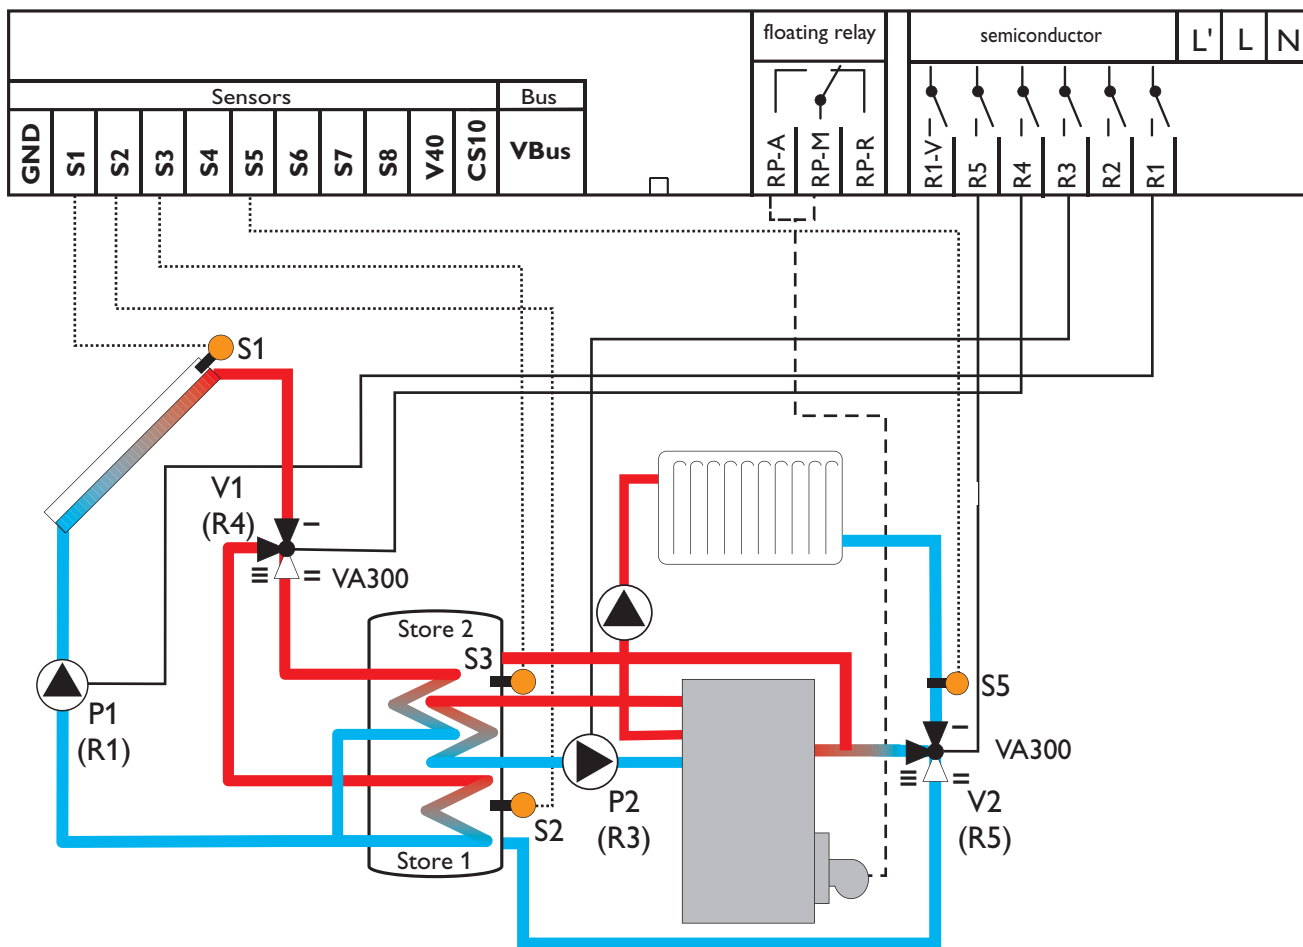 floating relay
semiconductor
L' L N
Sensors
Bus
GND S1 S2 S3 S4 S5 S6 S7 S8 V40 CS10
VBus
RP-A RP-M RP-R
R1-V R5 R4 R3 R2 R1
S1
V1
(R4)
–
≡ = VA300
Store 2
S3
S5
P1
(R1)
–
VA300
≡ =
P2
(R3)
V2
(R5)
S2
Store 1